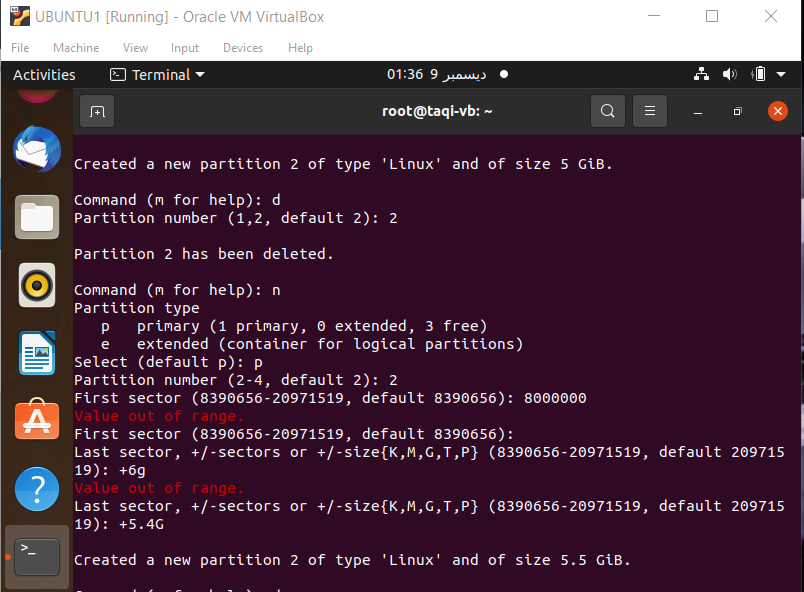 UBUNTU1 [Running] - Oracle VM VirtualBox
File Machine View Input Devices Help
Activities Terminal 01:36 9 ديسمبر
root@taqi-vb: ~
Created a new partition 2 of type 'Linux' and of size 5 GiB.
Command (m for help): d
Partition number (1,2, default 2): 2
Partition 2 has been deleted.
Command (m for help): n
Partition type
p primary (1 primary, 0 extended, 3 free)
e extended (container for logical partitions)
Select (default p): p
Partition number (2-4, default 2): 2
First sector (8390656-20971519, default 8390656): 8000000
Value out of range.
First sector (8390656-20971519, default 8390656):
Last sector, +/-sectors or +/-size{K,M,G,T,P} (8390656-20971519, default 209715
19): +6g
Value out of range.
Last sector, +/-sectors or +/-size{K,M,G,T,P} (8390656-20971519, default 209715
19): +5.4G
Created a new partition 2 of type 'Linux' and of size 5.5 GiB.